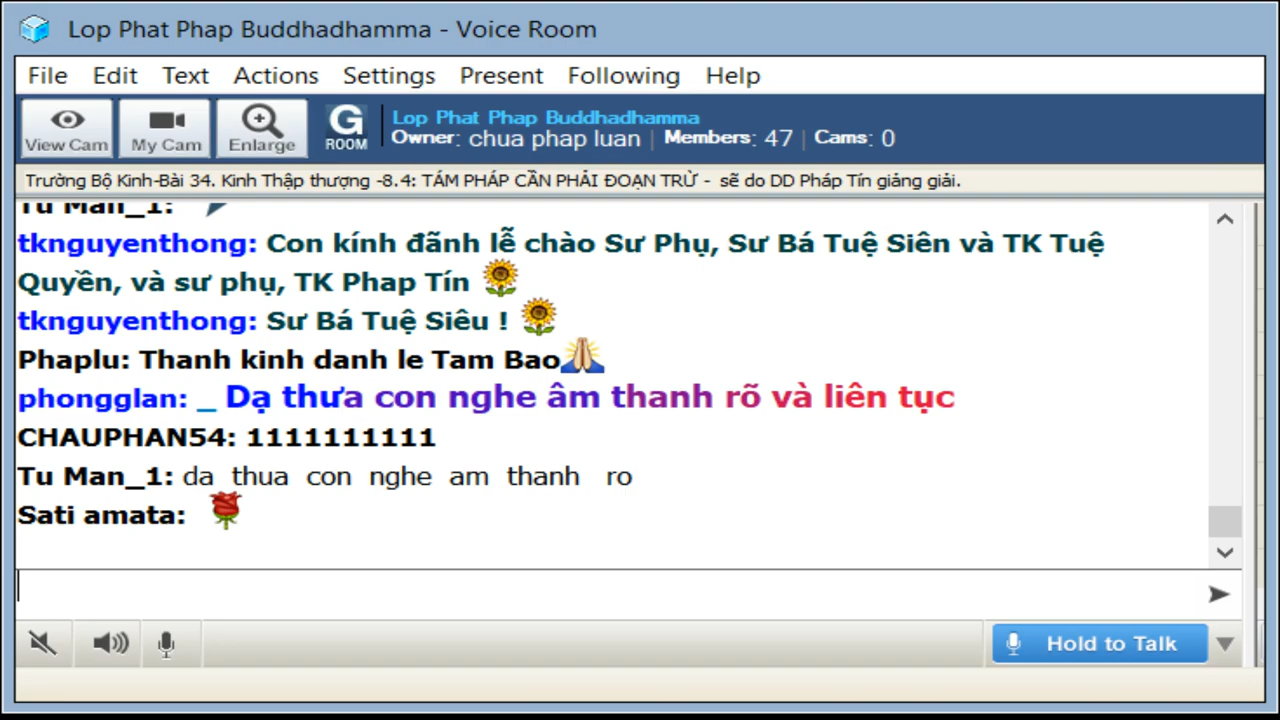 Lop Phat Phap Buddhadhamma - Voice Room
File Edit Text Actions Settings Present Following Help
View Cam My Cam Enlarge G ROOM
Lop Phat Phap Buddhadhamma
Owner: chua phap luan | Members: 47 | Cams: 0
Trường Bộ Kinh-Bài 34. Kinh Thập thượng -8.4: TÁM PHÁP CẦN PHẢI ĐOẠN TRỪ - sẽ do DD Pháp Tín giảng giải.
Tu Man_1:
tknguyenthong: Con kính đãnh lễ chào Sư Phụ, Sư Bá Tuệ Siên và TK Tuệ
Quyền, và sư phụ, TK Phap Tín
tknguyenthong: Sư Bá Tuệ Siêu !
Phaplu: Thanh kinh danh le Tam Bao
phongglan: _ Dạ thưa con nghe âm thanh rõ và liên tục
CHAUPHAN54: 1111111111
Tu Man_1: da thua con nghe am thanh ro
Sati amata:
Hold to Talk